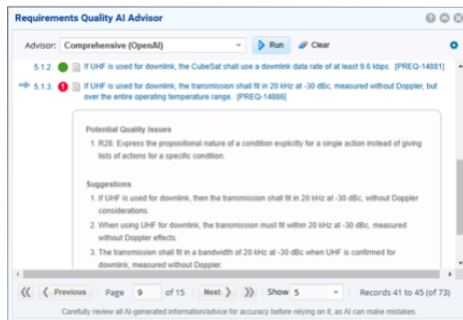 Requirements Quality AI Advisor
Advisor: Comprehensive (OpenAI) Run Clear
5.1.2. If UHF is used for downlink, the CubeSat shall use a downlink data rate of at least 9.6 kbps. [PREQ-14881]
5.1.3. 1 If UHF is used for downlink, the transmission shall fit in 20 kHz at -30 dBc, measured without Doppler, but
over the entire operating temperature range. [PREQ-14886]
Potential Quality Issues
1. R28: Express the propositional nature of a condition explicitly for a single action instead of giving
lists of actions for a specific condition.
Suggestions
1. If UHF is used for downlink, then the transmission shall fit in 20 kHz at -30 dBc, without Doppler
considerations.
2. When using UHF for downlink, the transmission must fit within 20 kHz at -30 dBc, measured
without Doppler effects.
3. The transmission shall fit in a bandwidth of 20 kHz at -30 dBc when UHF is confirmed for
downlink, measured without Doppler.
Previous Page 9 of 15 Next Show 5 Records 41 to 45 (of 73)
Carefully review all AI-generated information/advice for accuracy before relying on it, as AI can make mistakes.